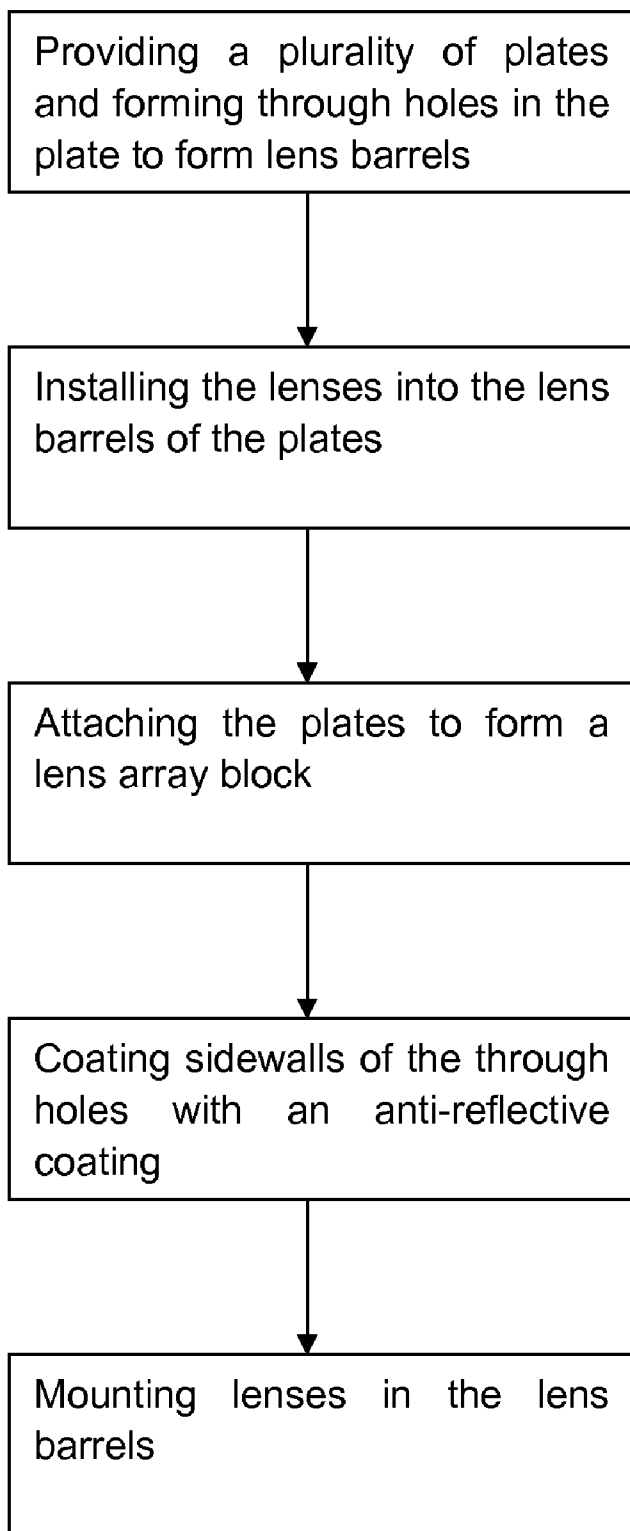 Providing a plurality of plates
and forming through holes in the
plate to form lens barrels
Installing the lenses into the lens
barrels of the plates
Attaching the plates to form a
lens array block
Coating sidewalls of the through
holes with an anti-reflective
coating
Mounting lenses in the lens
barrels